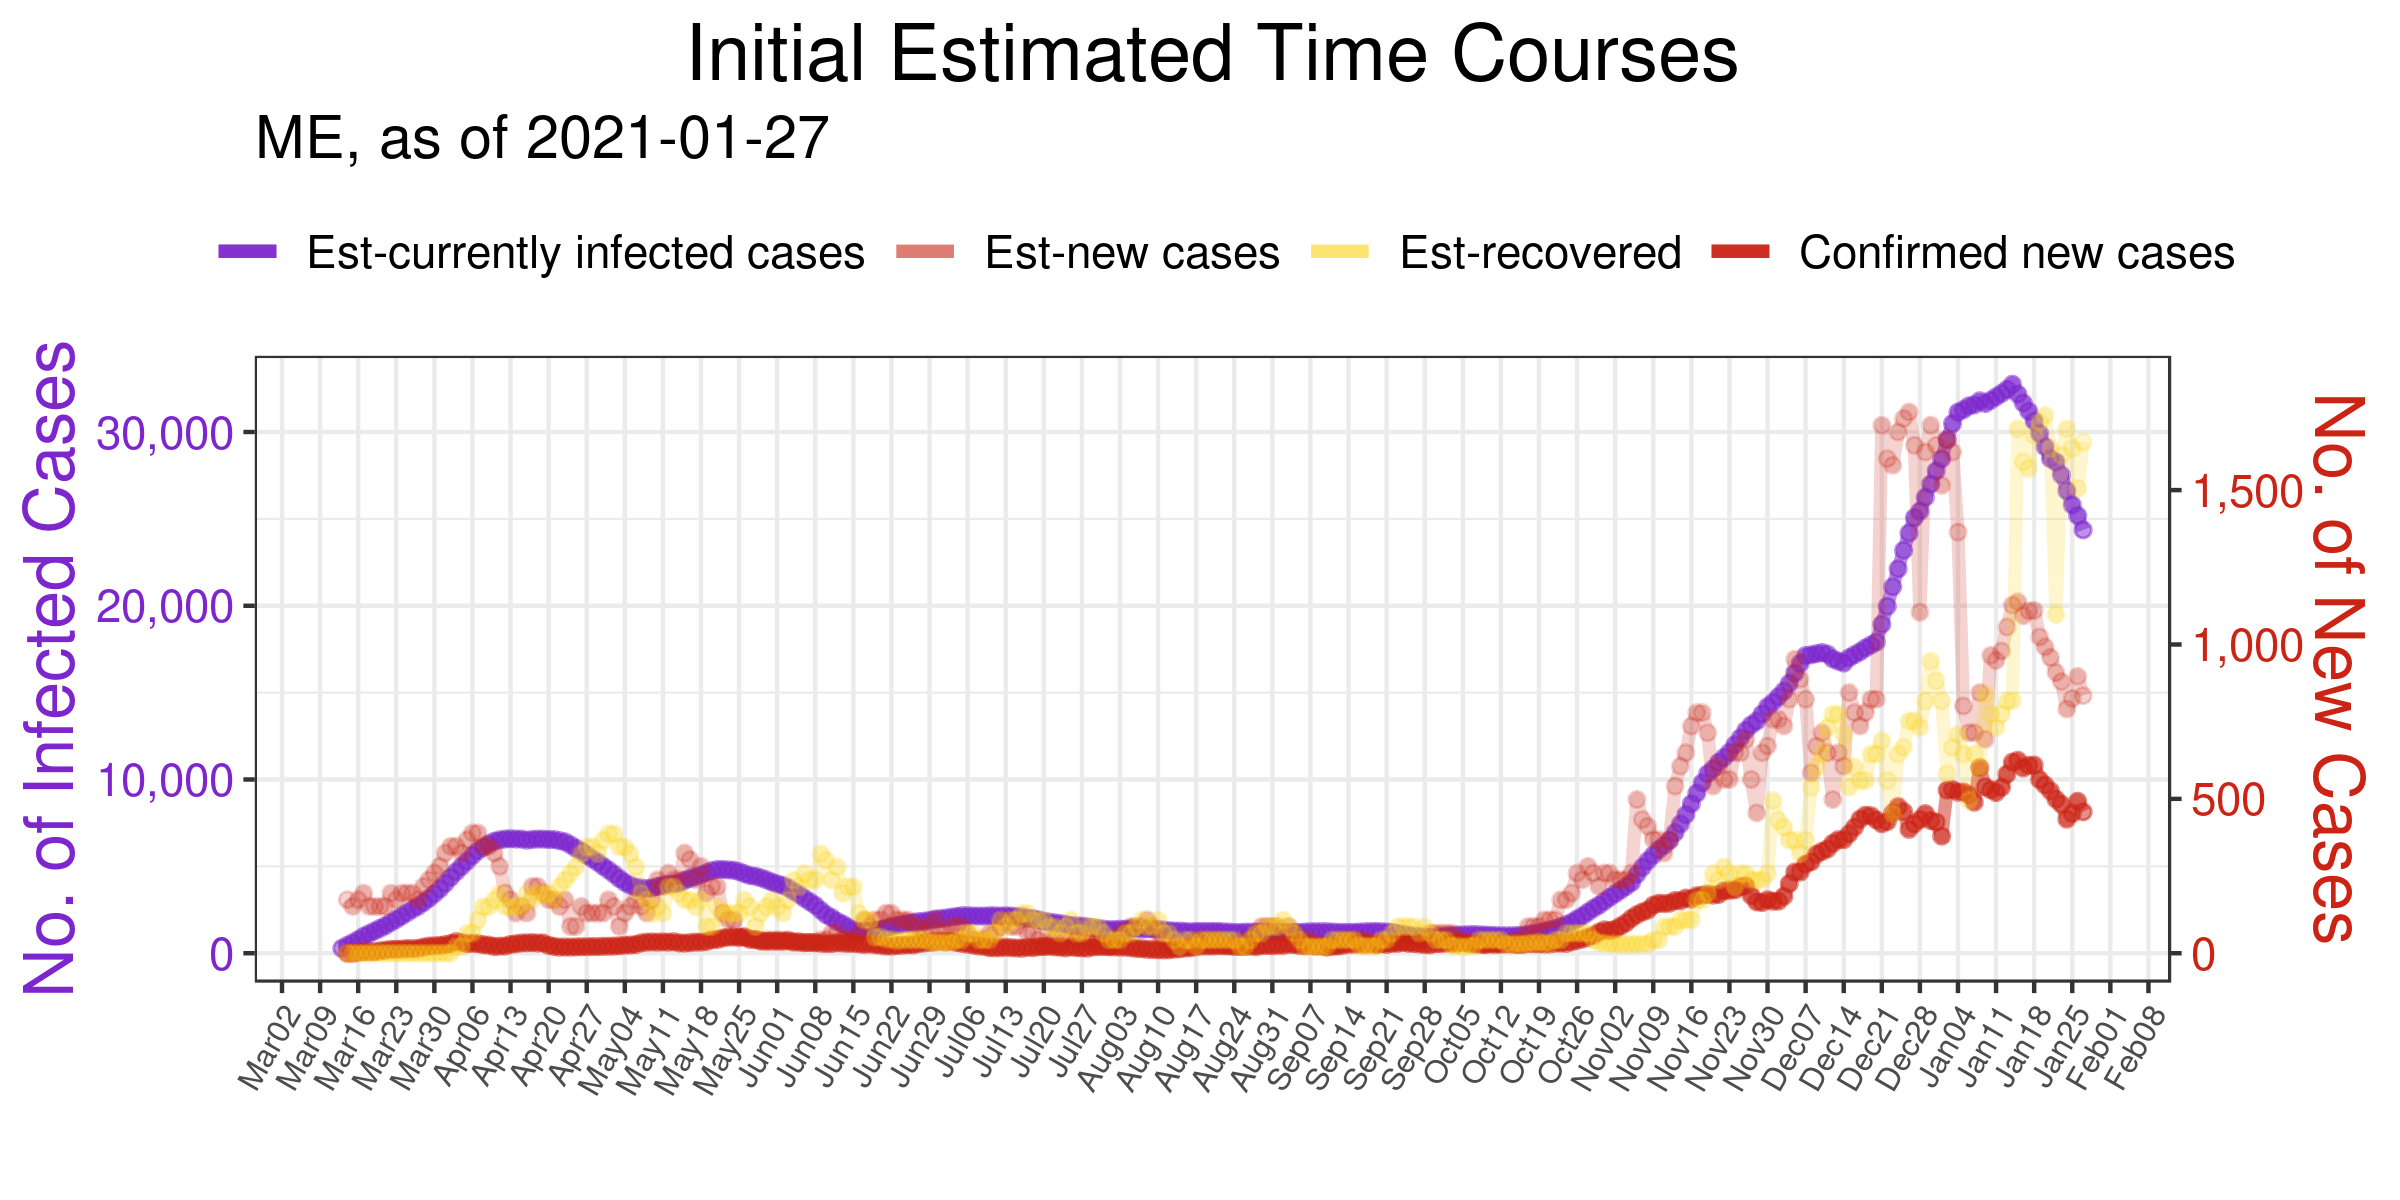 Initial Estimated Time Courses
ME, as of 2021-01-27
Est-currently infected cases Est-new cases Est-recovered Confirmed new cases
No. of Infected Cases
30,000
20,000
10,000
0
1,500
1,000
500
0
No. of New Cases
Mar02 Mar09 Mar16 Mar23 Mar30 Apr06 Apr13 Apr20 Apr27 May04 May11 May18 May25 Jun01 Jun08 Jun15 Jun22 Jun29 Jul06 Jul13 Jul20 Jul27 Aug03 Aug10 Aug17 Aug24 Aug31 Sep07 Sep14 Sep21 Sep28 Oct05 Oct12 Oct19 Oct26 Nov02 Nov09 Nov16 Nov23 Nov30 Dec07 Dec14 Dec21 Dec28 Jan04 Jan11 Jan18 Jan25 Feb01 Feb08